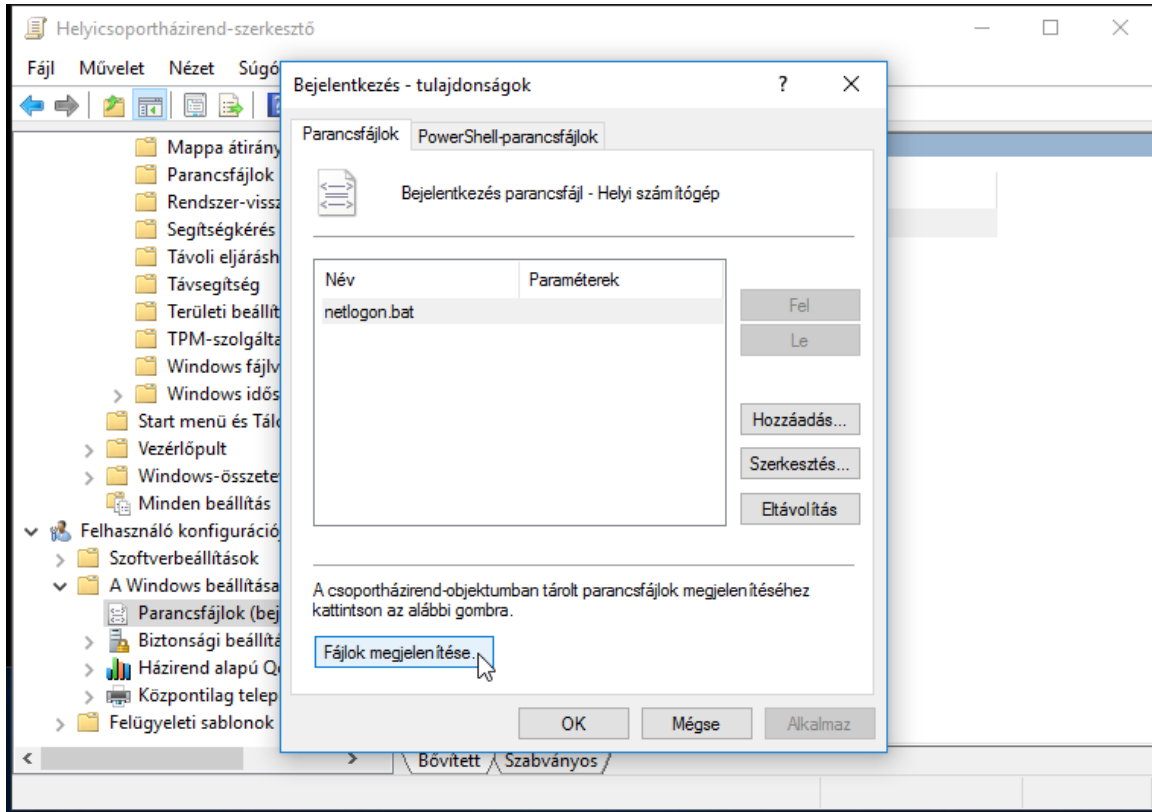 Helyicsoportházirend-szerkesztő
Fájl Művelet Nézet Súgó
Mappa átirány
Parancsfájlok
Rendszer-vissz
Segítségkérés
Távoli eljárásh
Távsegítség
Területi beállít
TPM-szolgálta
Windows fájlv
Windows idős
Start menü és Tálc
Vezérlőpult
Windows-összete
Minden beállítás
Felhasználó konfiguráció
Szoftverbeállítások
A Windows beállítása
Parancsfájlok (bej
Biztonsági beállítá
Házirend alapú Qo
Központilag telep
Felügyeleti sablonok
Bejelentkezés - tulajdonságok
Parancsfájlok PowerShell-parancsfájlok
Bejelentkezés parancsfájl - Helyi számítógép
Név Paraméterek
netlogon.bat
Fel
Le
Hozzáadás...
Szerkesztés...
Eltávolítás
A csoportházirend-objektumban tárolt parancsfájlok megjelenítéséhez
kattintson az alábbi gombra.
Fájlok megjelenítése...
OK Mégse Alkalmaz
Bővített Szabványos